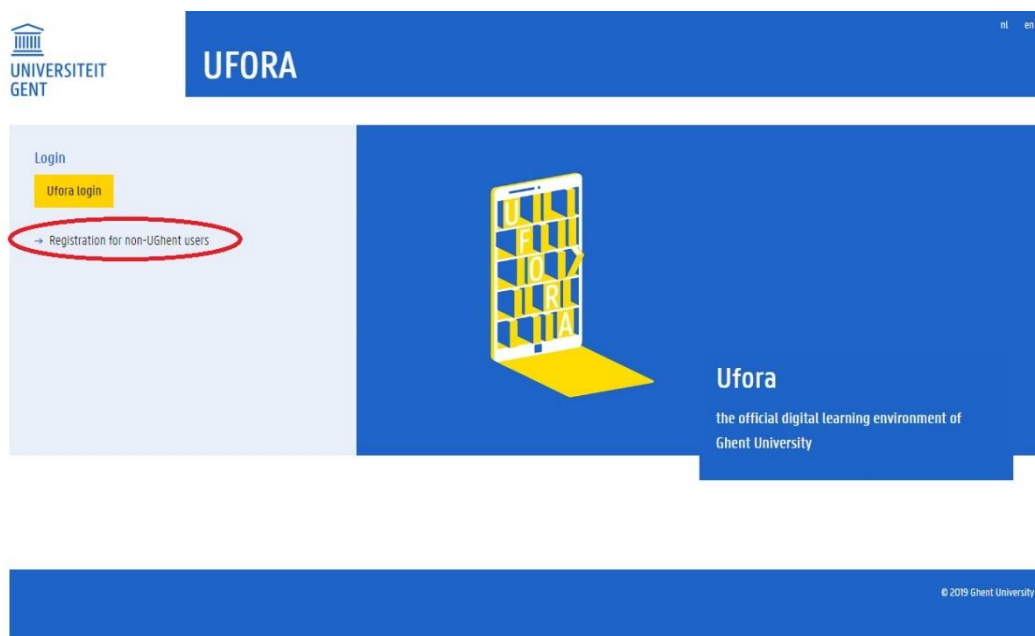 nl en
UNIVERSITEIT
GENT
UFORA
Login
Ufora login
→ Registration for non-UGhent users
U
F
O
R
A
Ufora
the official digital learning environment of
Ghent University
© 2019 Ghent University